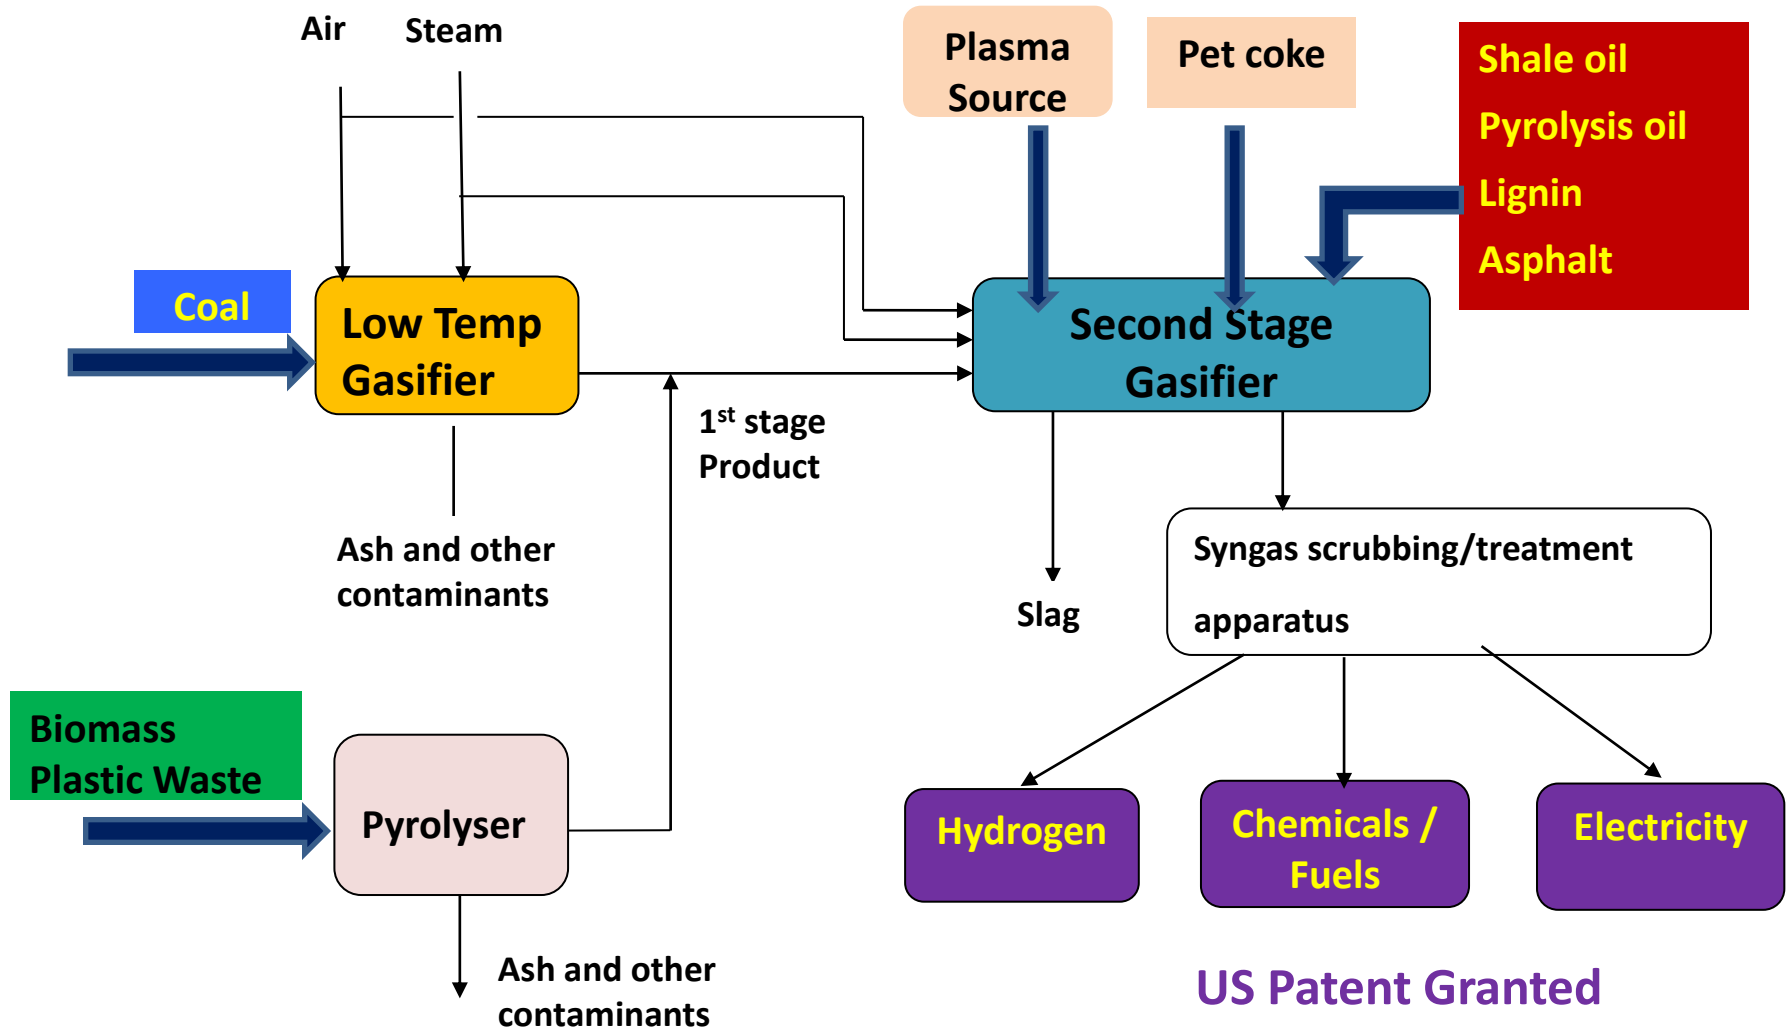 Air
Steam
Plasma
Source
Pet coke
Shale oil
Pyrolysis oil
Lignin
Asphalt
Coal
Low Temp
Gasifier
Second Stage
Gasifier
1st stage
Product
Ash and other
contaminants
Slag
Syngas scrubbing/treatment
apparatus
Biomass
Plastic Waste
Pyrolyser
Hydrogen
Chemicals /
Fuels
Electricity
Ash and other
contaminants
US Patent Granted